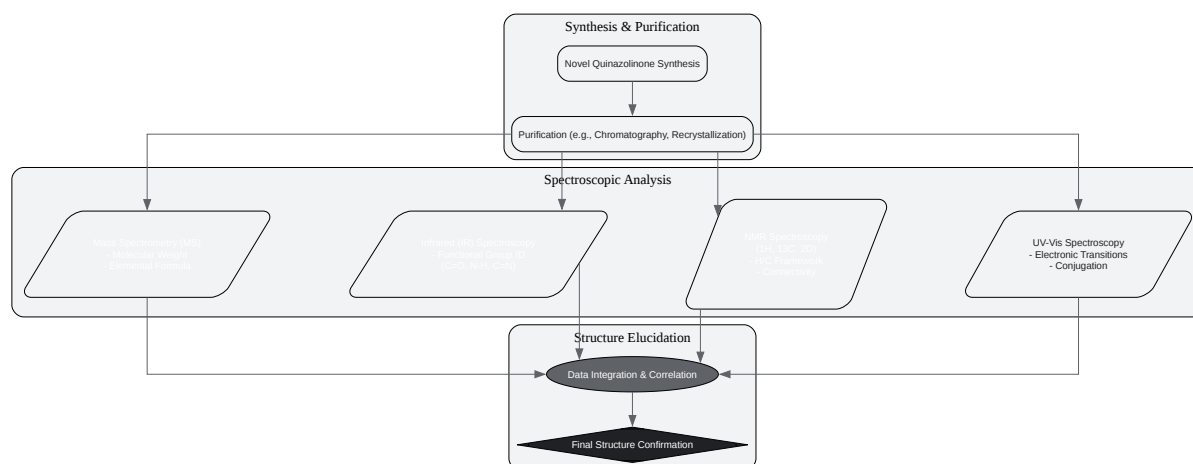 Synthesis & Purification
Novel Quinazolinone Synthesis
Purification (e.g., Chromatography, Recrystallization)
Spectroscopic Analysis
Mass Spectrometry (MS)
- Molecular Weight
- Elemental Formula
Infrared (IR) Spectroscopy
- Functional Group ID
(C=O, N-H, C=N)
NMR Spectroscopy
(1H, 13C, 2D)
- H/C Framework
- Connectivity
UV-Vis Spectroscopy
- Electronic Transitions
- Conjugation
Structure Elucidation
Data Integration & Correlation
Final Structure Confirmation